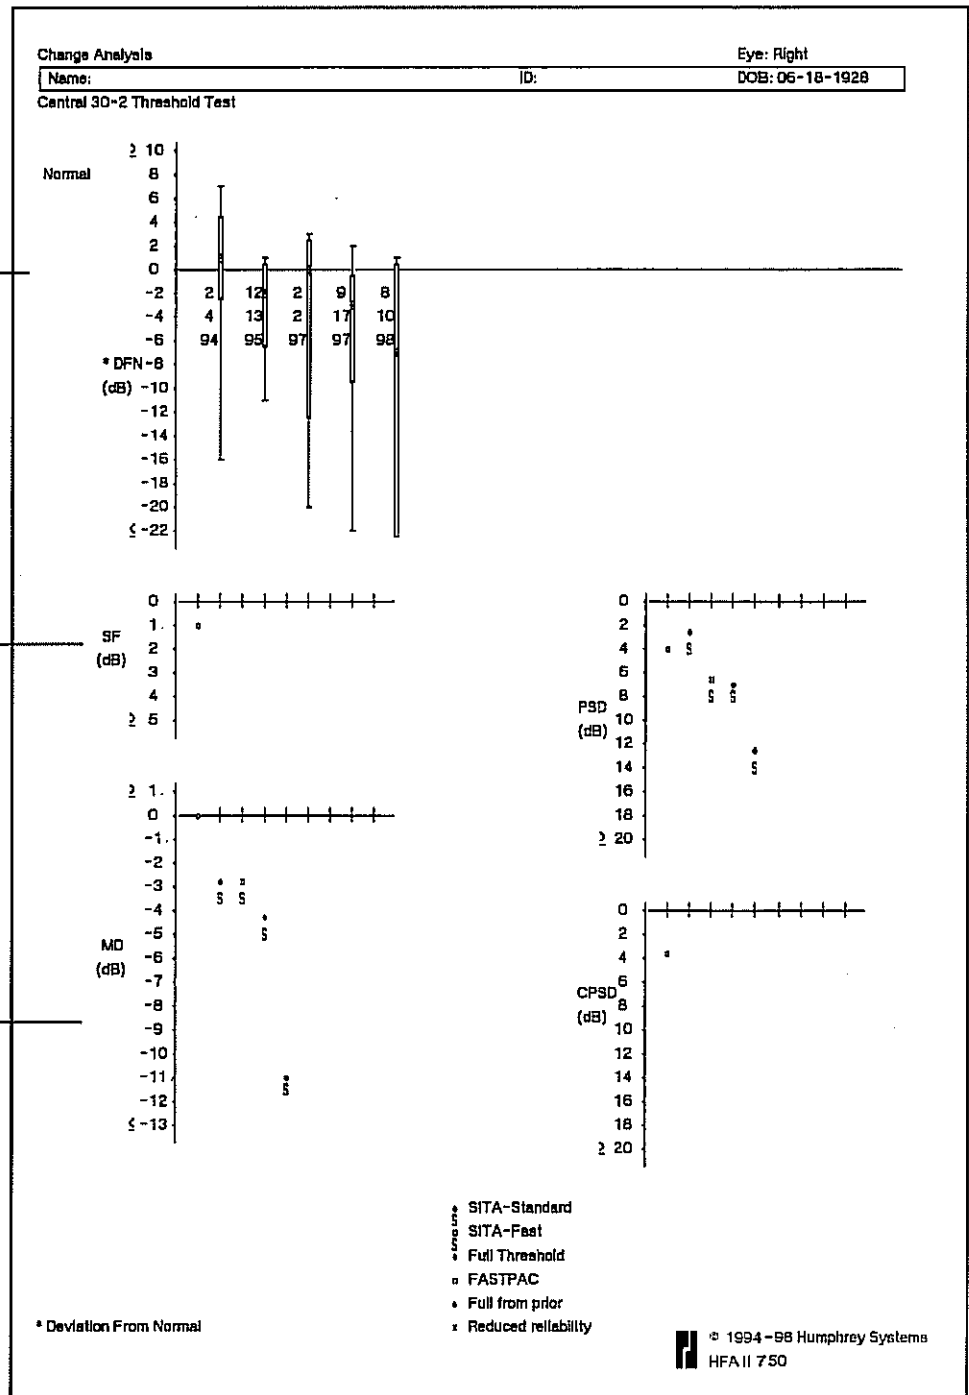 Change Analysis
Eye: Right
Name:
ID:
DOB: 06-18-1928
Central 30-2 Threshold Test
Normal
≥ 10
8
6
4
2
0
-2
-4
-6
* DFN -8
(dB) -10
-12
-14
-16
-18
-20
≤ -22
2 12 2 9 8
4 13 2 17 10
94 95 97 97 98
SF
(dB)
0
1.
2
3
4
≥ 5
PSD
(dB)
0
2
4
6
8
10
12
14
16
18
≥ 20
S
S S
S
MD
(dB)
≥ 1.
0
-1.
-2
-3
-4
-5
-6
-7
-8
-9
-10
-11
-12
≤ -13
S S
S
S
CPSD
(dB)
0
2
4
6
8
10
12
14
16
18
≥ 20
S SITA-Standard
S SITA-Fast
Full Threshold
FASTPAC
Full from prior
x Reduced reliability
* Deviation From Normal
© 1994-98 Humphrey Systems
HFA II 750